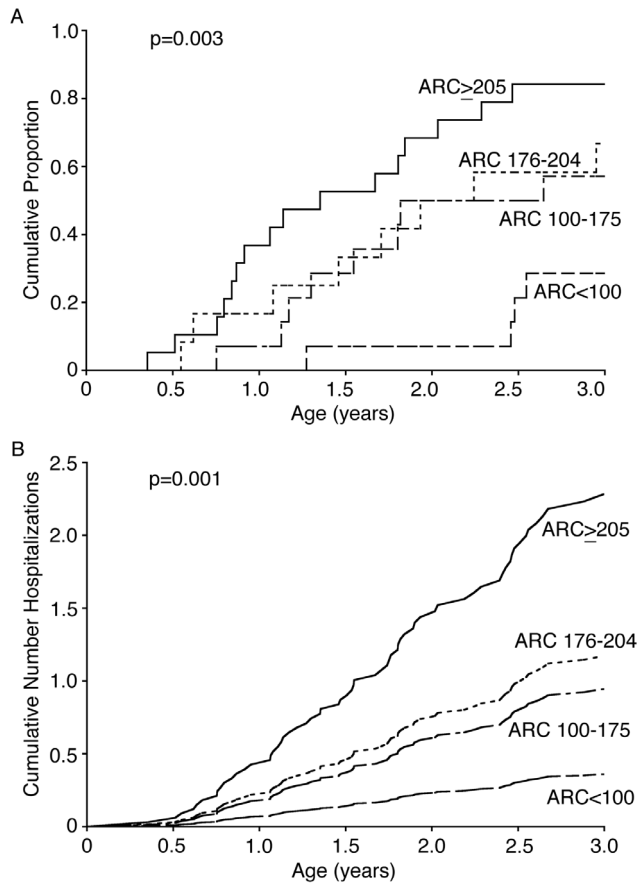 A
1.0
p=0.003
ARC≥205
0.8
ARC 176-204
0.6
ARC 100-175
0.4
ARC<100
0.2
0
Cumulative Proportion
0 0.5 1.0 1.5 2.0 2.5 3.0
Age (years)
B
2.5
p=0.001
ARC≥205
2.0
1.5
ARC 176-204
1.0
ARC 100-175
0.5
ARC<100
0
Cumulative Number Hospitalizations
0 0.5 1.0 1.5 2.0 2.5 3.0
Age (years)